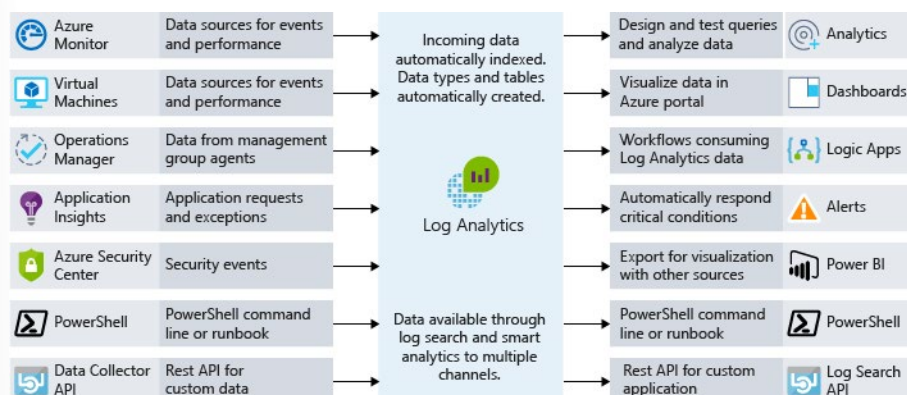 Azure
Monitor
Data sources for events
and performance
Virtual
Machines
Data sources for events
and performance
Operations
Manager
Data from management
group agents
Application
Insights
Application requests
and exceptions
Azure Security
Center
Security events
PowerShell
PowerShell command
line or runbook
Data Collector
API
Rest API for
custom data
Incoming data
automatically indexed.
Data types and tables
automatically created.
Log Analytics
Data available through
log search and smart
analytics to multiple
channels.
Design and test queries
and analyze data
Analytics
Visualize data in
Azure portal
Dashboards
Workflows consuming
Log Analytics data
Logic Apps
Automatically respond
critical conditions
Alerts
Export for visualization
with other sources
Power BI
PowerShell command
line or runbook
PowerShell
Rest API for custom
application
Log Search
API